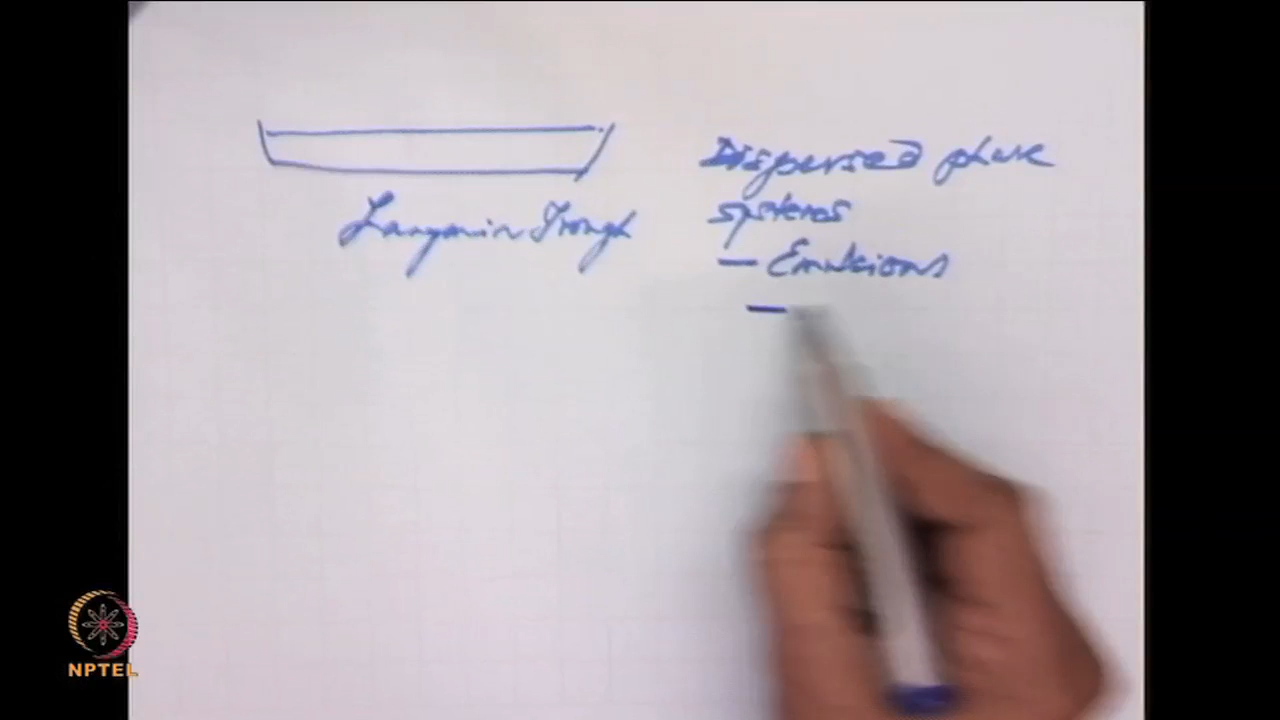 Langmuir Trough
Dispersed phase
systems
— Emulsions
—
NPTEL